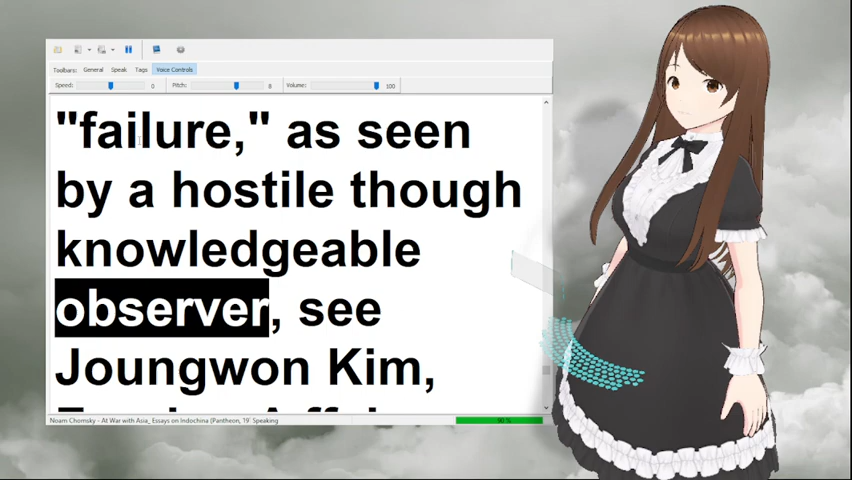 Toolbars: General Speak Tags Voice Controls
Speed: 0 Pitch: 8 Volume: 100
"failure," as seen
by a hostile though
knowledgeable
observer, see
Joungwon Kim,
Noam Chomsky - At War with Asia_ Essays on Indochina (Pantheon, 19 Speaking 90 %